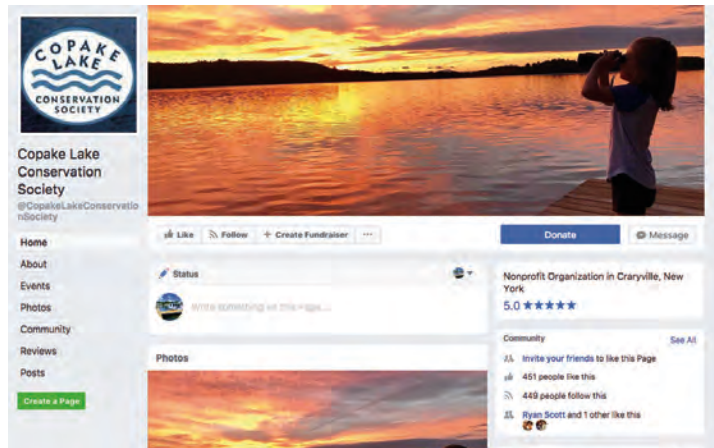 COPAKE
LAKE
CONSERVATION
SOCIETY
Copake Lake
Conservation
Society
@CopakeLakeConservatio
nSociety
Home
About
Events
Photos
Community
Reviews
Posts
Create a Page
Like
Follow
+ Create Fundraiser
...
Donate
Message
Status
Write something on this Page...
Photos
Nonprofit Organization in Craryville, New
York
5.0 ★★★★★
Community
See All
Invite your friends to like this Page
451 people like this
449 people follow this
Ryan Scott and 1 other like this